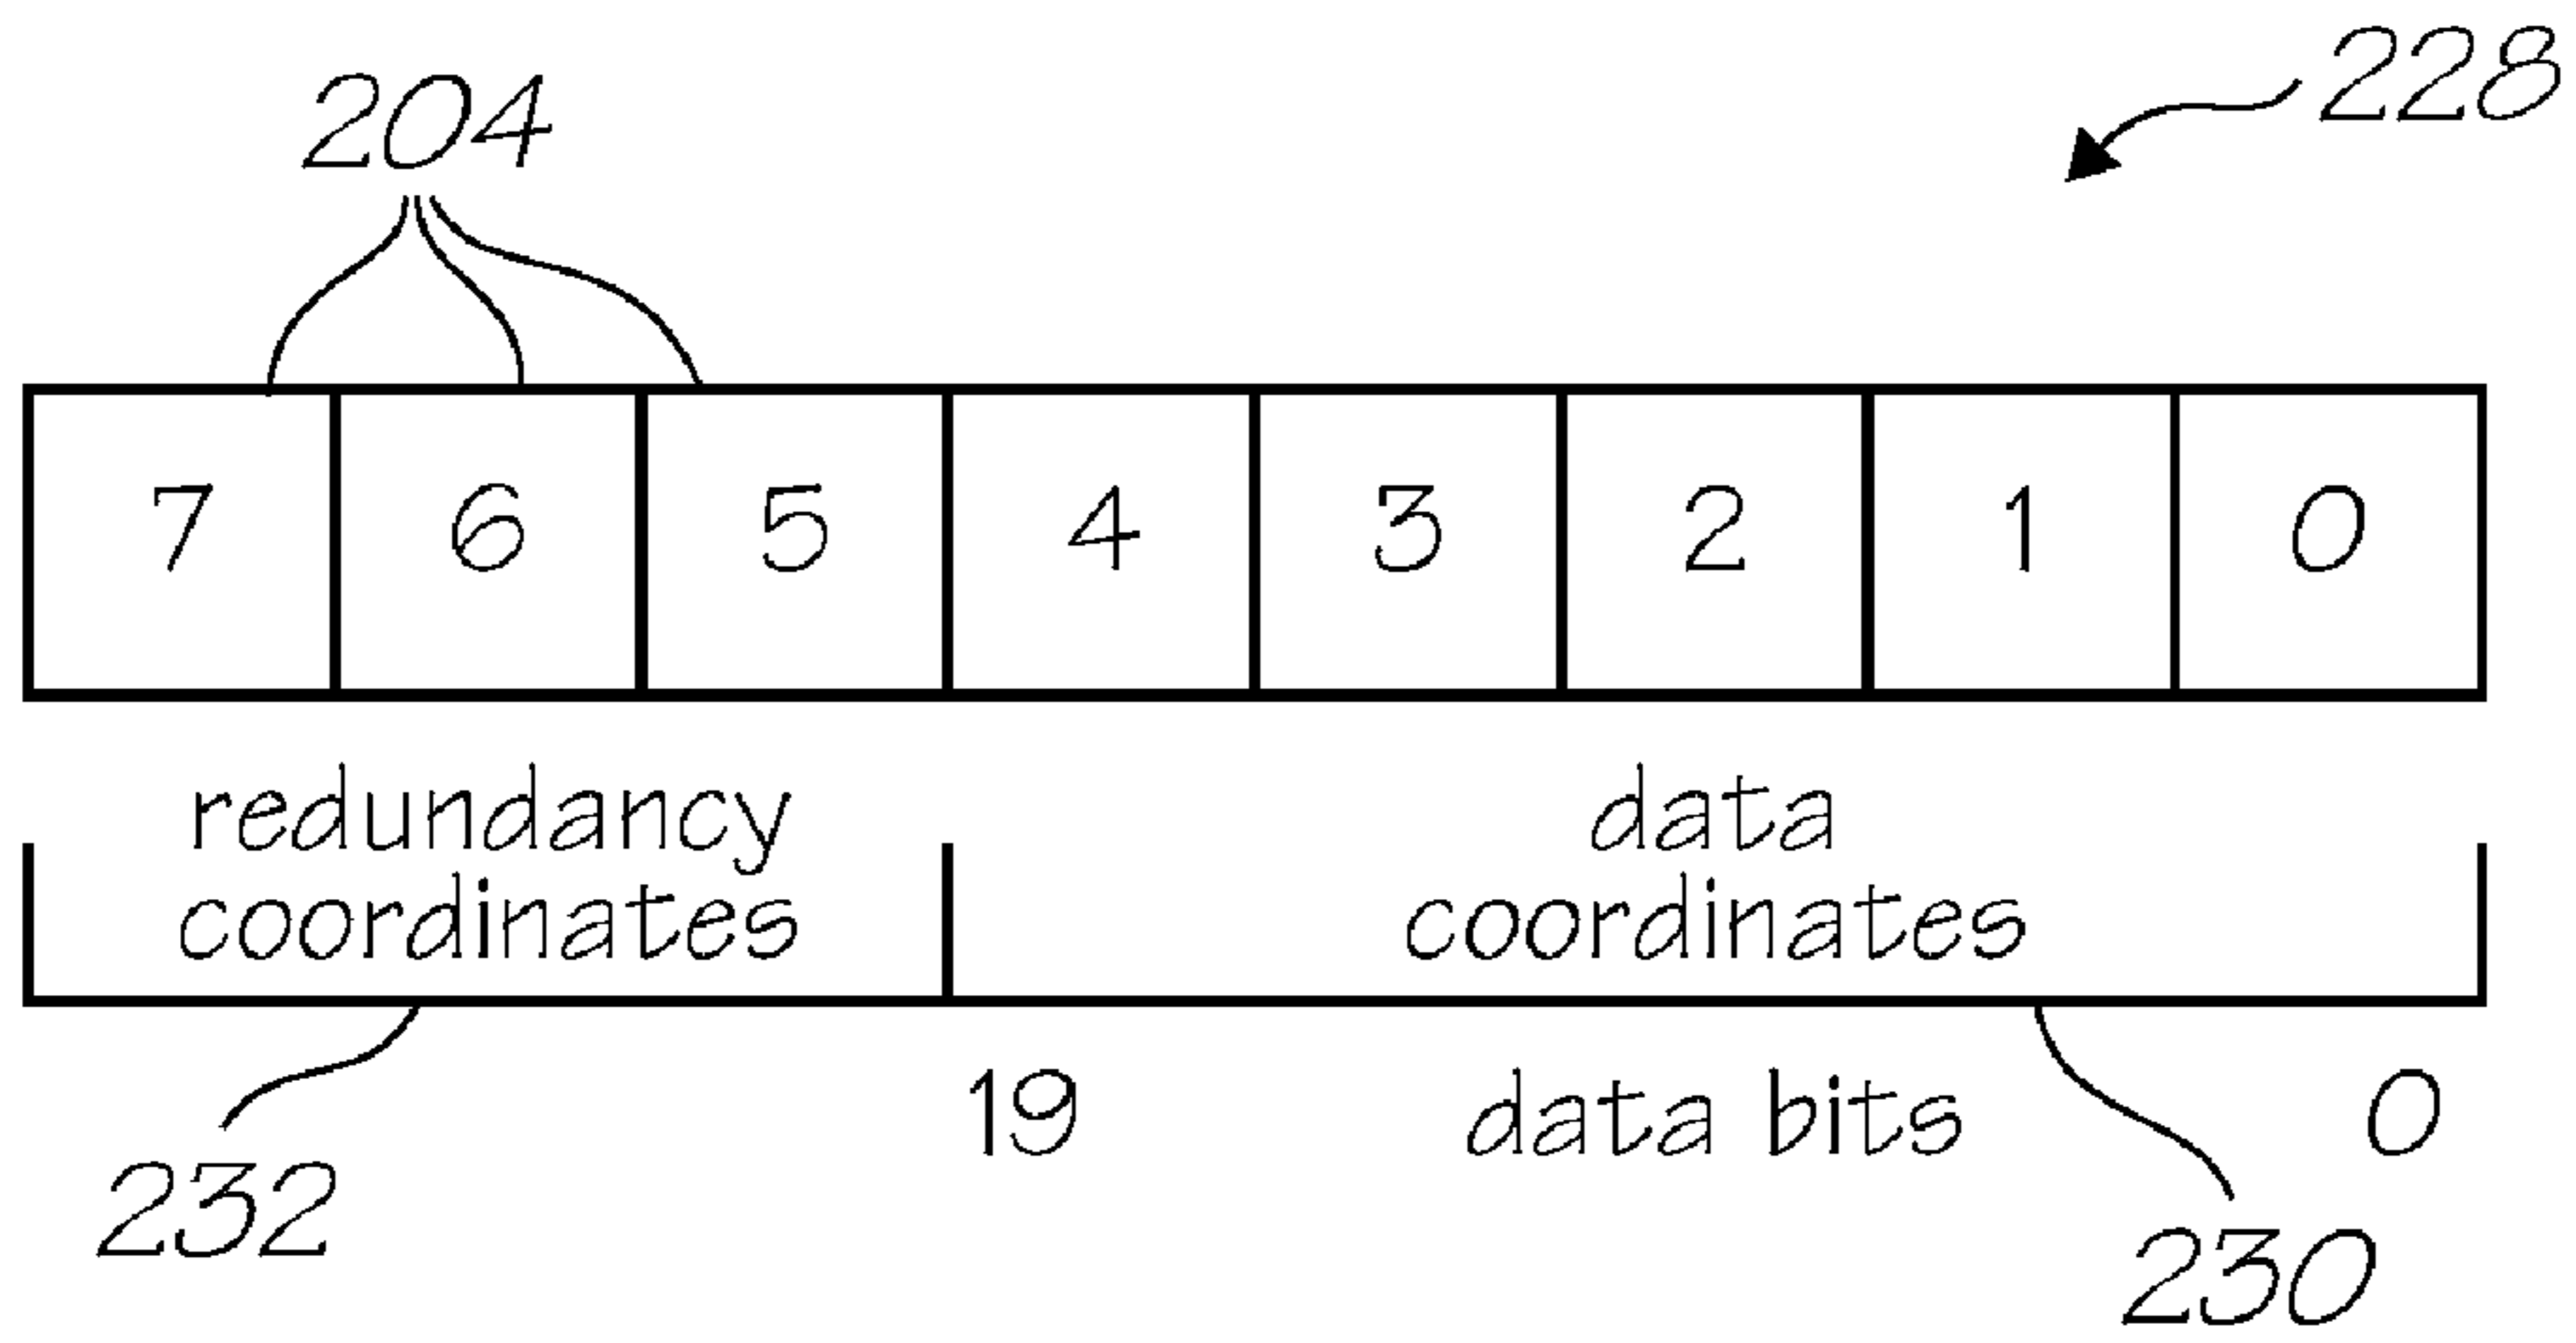 228
204
7 6 5 4 3 2 1 0
redundancy
coordinates
data
coordinates
19 data bits 0
232
230